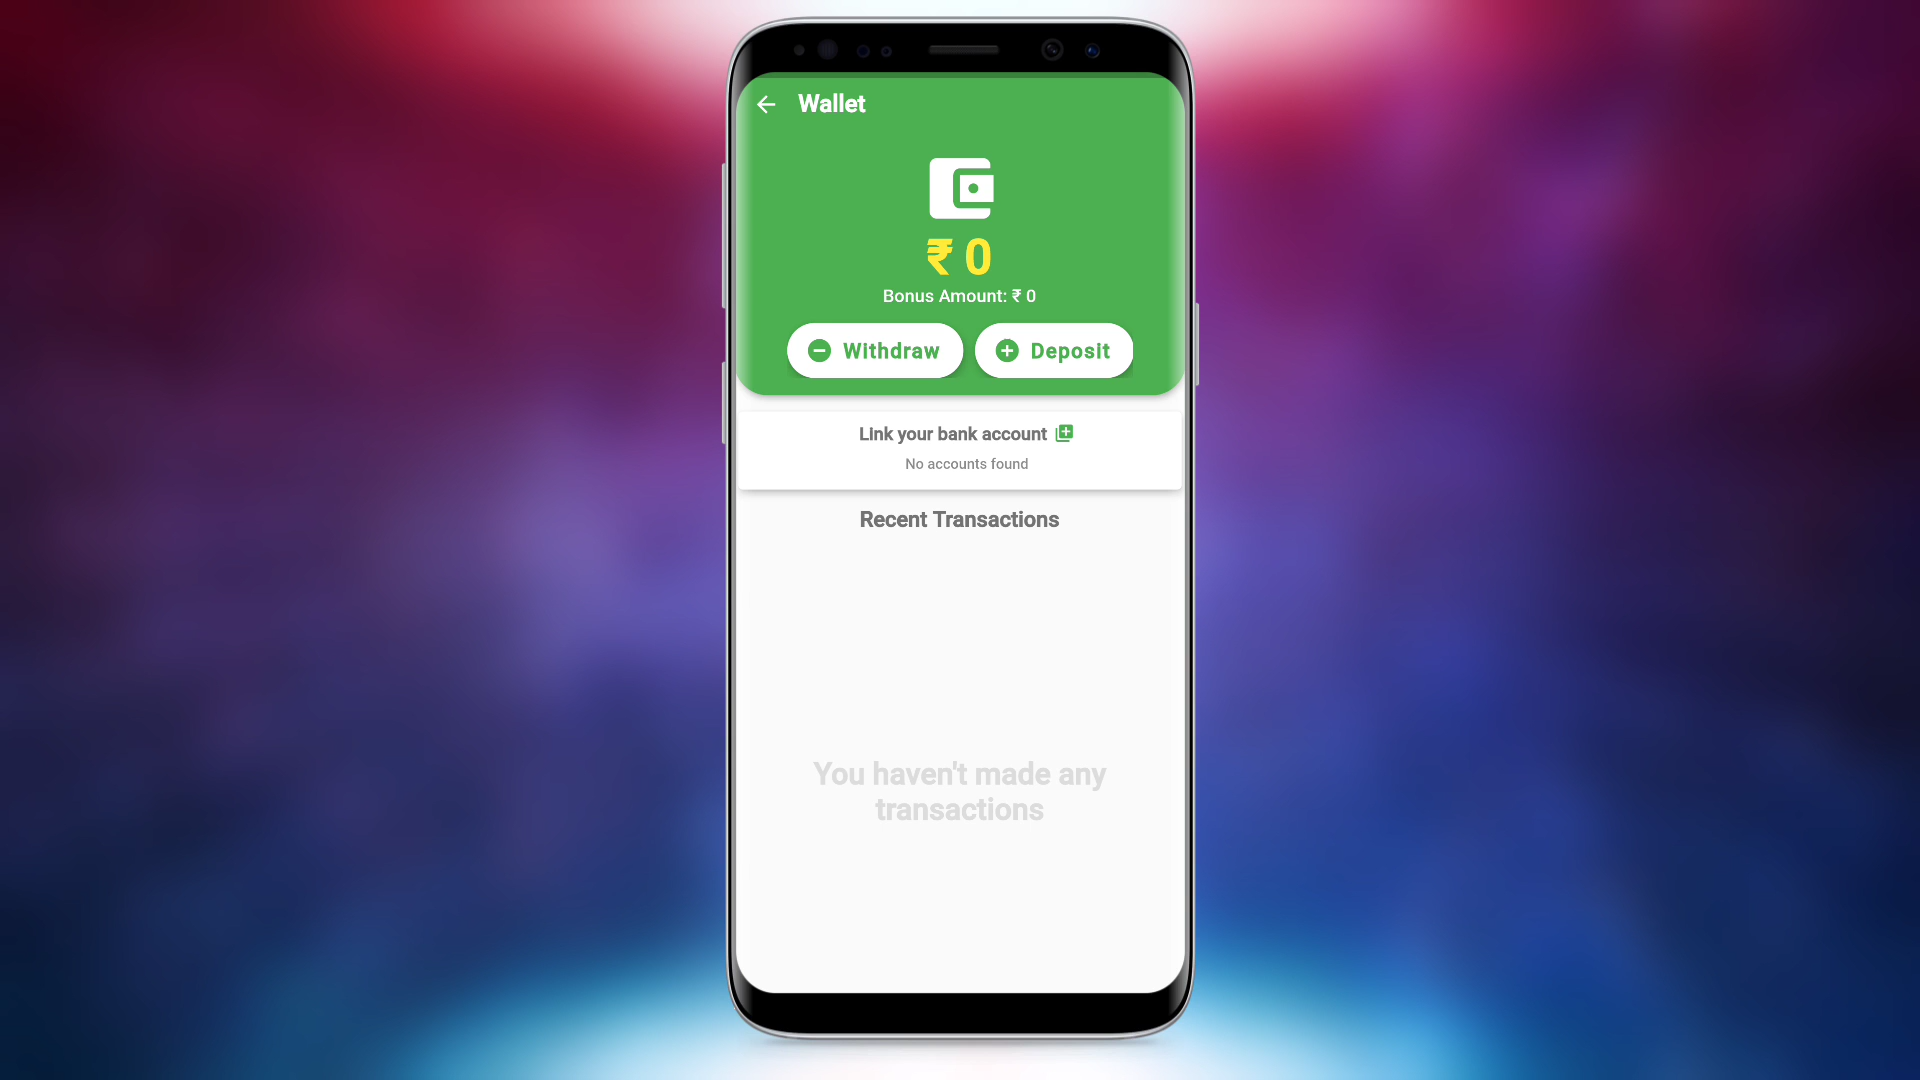 Wallet
₹ 0
Bonus Amount: ₹ 0
Withdraw
Deposit
Link your bank account
No accounts found
Recent Transactions
You haven't made any
transactions